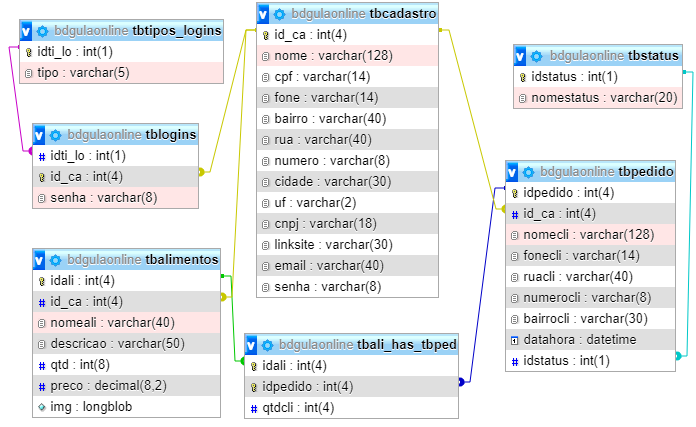 bdgulaonline tbtipos_logins
idti_lo : int(1)
tipo : varchar(5)
bdgulaonline tblogins
idti_lo : int(1)
id_ca : int(4)
senha : varchar(8)
bdgulaonline tbalimentos
idali : int(4)
id_ca : int(4)
nomeali : varchar(40)
descricao : varchar(50)
qtd : int(8)
preco : decimal(8,2)
img : longblob
bdgulaonline tbcadastro
id_ca : int(4)
nome : varchar(128)
cpf : varchar(14)
fone : varchar(14)
bairro : varchar(40)
rua : varchar(40)
numero : varchar(8)
cidade : varchar(30)
uf : varchar(2)
cnpj : varchar(18)
linksite : varchar(30)
email : varchar(40)
senha : varchar(8)
bdgulaonline tbali_has_tbped
idali : int(4)
idpedido : int(4)
qtdcli : int(4)
bdgulaonline tbstatus
idstatus : int(1)
nomestatus : varchar(20)
bdgulaonline tbpedido
idpedido : int(4)
id_ca : int(4)
nomecli : varchar(128)
fonecli : varchar(14)
ruacli : varchar(40)
numerocli : varchar(8)
bairrocli : varchar(30)
datahora : datetime
idstatus : int(1)